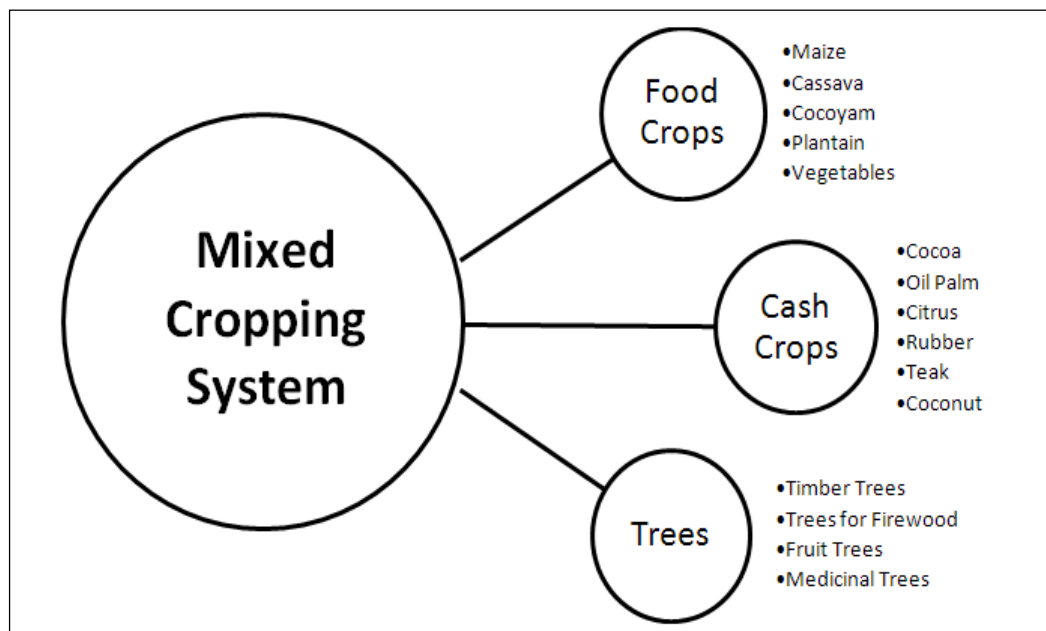 Mixed
Cropping
System
Food
Crops
•Maize
•Cassava
•Cocoyam
•Plantain
•Vegetables
Cash
Crops
•Cocoa
•Oil Palm
•Citrus
•Rubber
•Teak
•Coconut
Trees
•Timber Trees
•Trees for Firewood
•Fruit Trees
•Medicinal Trees